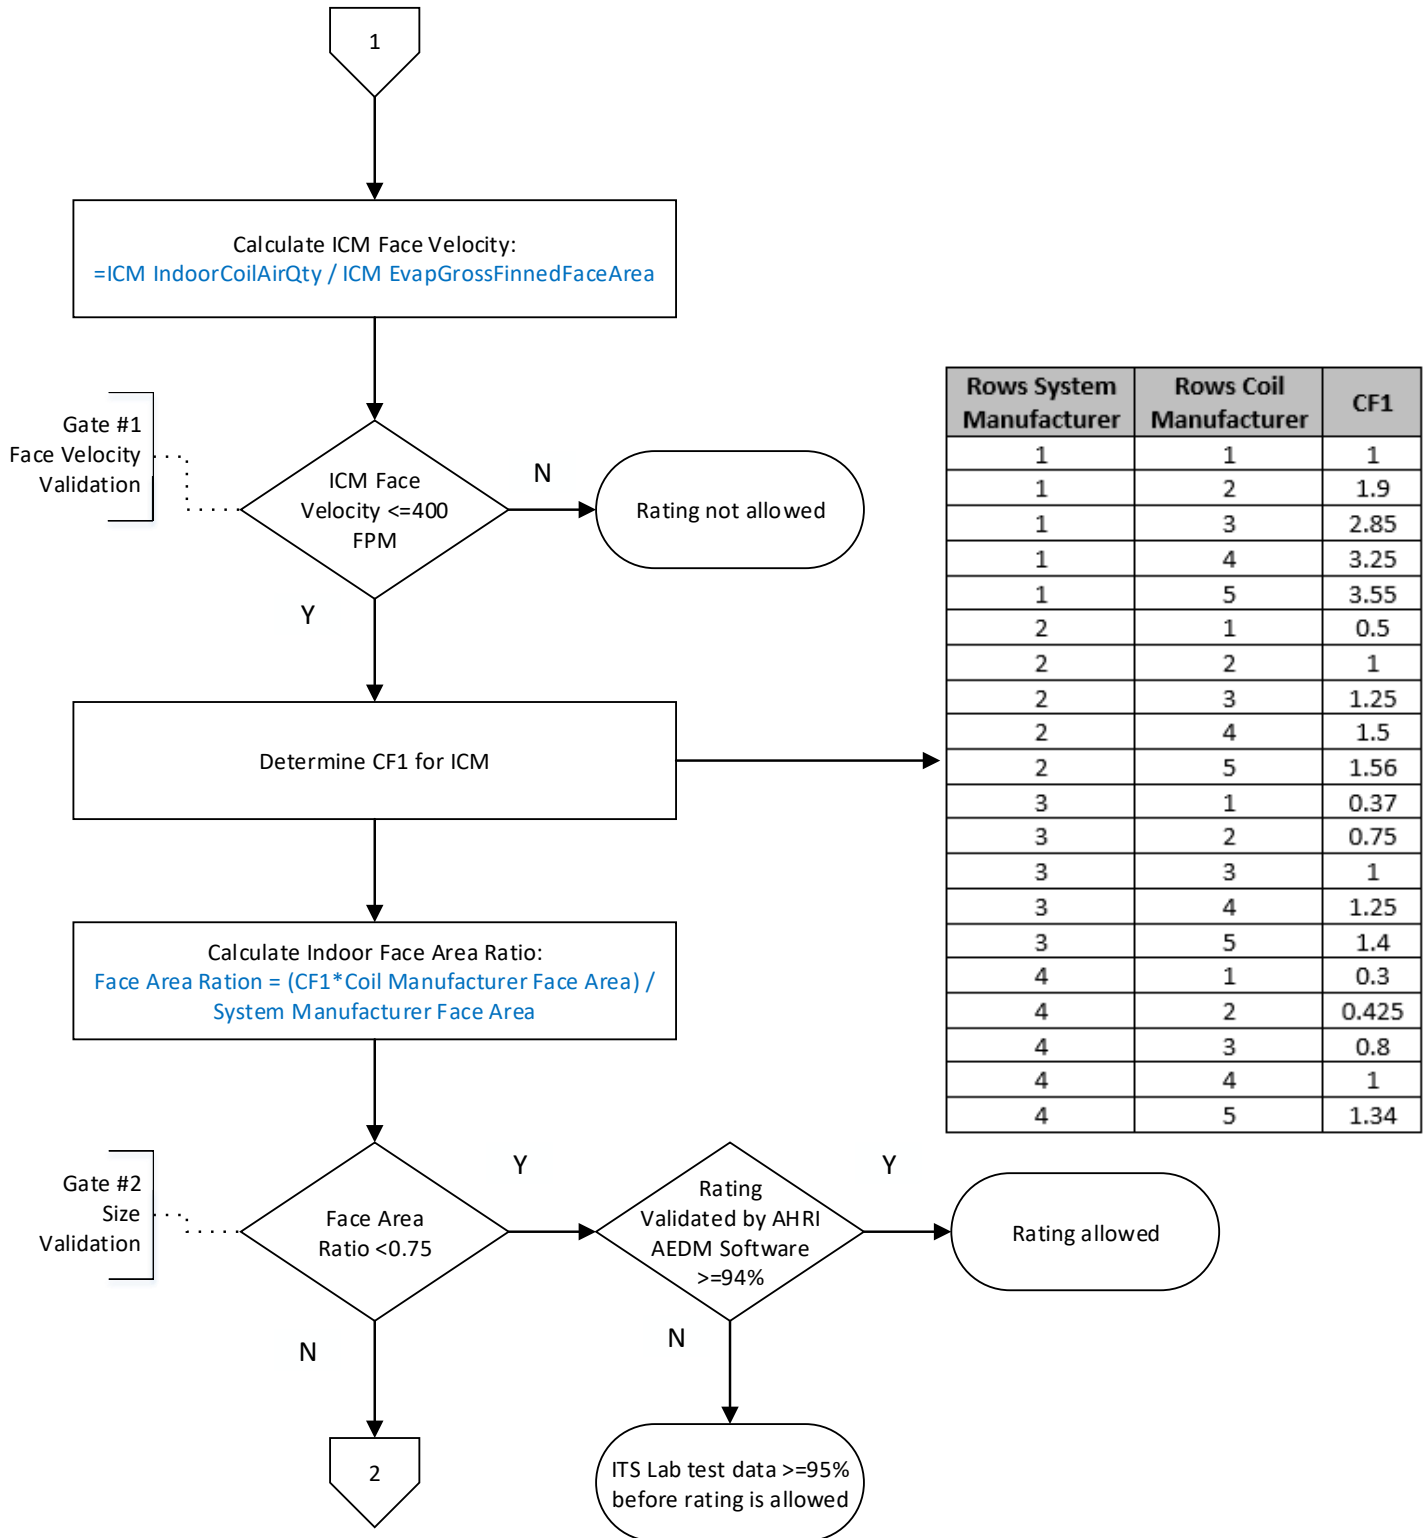 1
Calculate ICM Face Velocity:
=ICM IndoorCoilAirQty / ICM EvapGrossFinnedFaceArea
Gate #1
Face Velocity
Validation
ICM Face
Velocity <=400
FPM
N
Rating not allowed
Y
Determine CF1 for ICM
Rows System Manufacturer Rows Coil Manufacturer CF1
1 1 1
1 2 1.9
1 3 2.85
1 4 3.25
1 5 3.55
2 1 0.5
2 2 1
2 3 1.25
2 4 1.5
2 5 1.56
3 1 0.37
3 2 0.75
3 3 1
3 4 1.25
3 5 1.4
4 1 0.3
4 2 0.425
4 3 0.8
4 4 1
4 5 1.34
Calculate Indoor Face Area Ratio:
Face Area Ration = (CF1*Coil Manufacturer Face Area) /
System Manufacturer Face Area
Gate #2
Size
Validation
Face Area
Ratio <0.75
Y
Rating
Validated by AHRI
AEDM Software
>=94%
Y
Rating allowed
N
N
2
ITS Lab test data >=95%
before rating is allowed